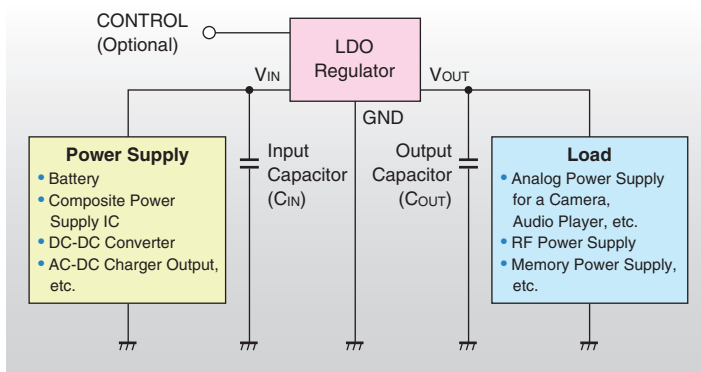 CONTROL
(Optional)
LDO
Regulator
VIN
VOUT
GND
Power Supply
• Battery
• Composite Power
Supply IC
• DC-DC Converter
• AC-DC Charger Output,
etc.
Input
Capacitor
(CIN)
Output
Capacitor
(COUT)
Load
• Analog Power Supply
for a Camera,
Audio Player, etc.
• RF Power Supply
• Memory Power Supply,
etc.